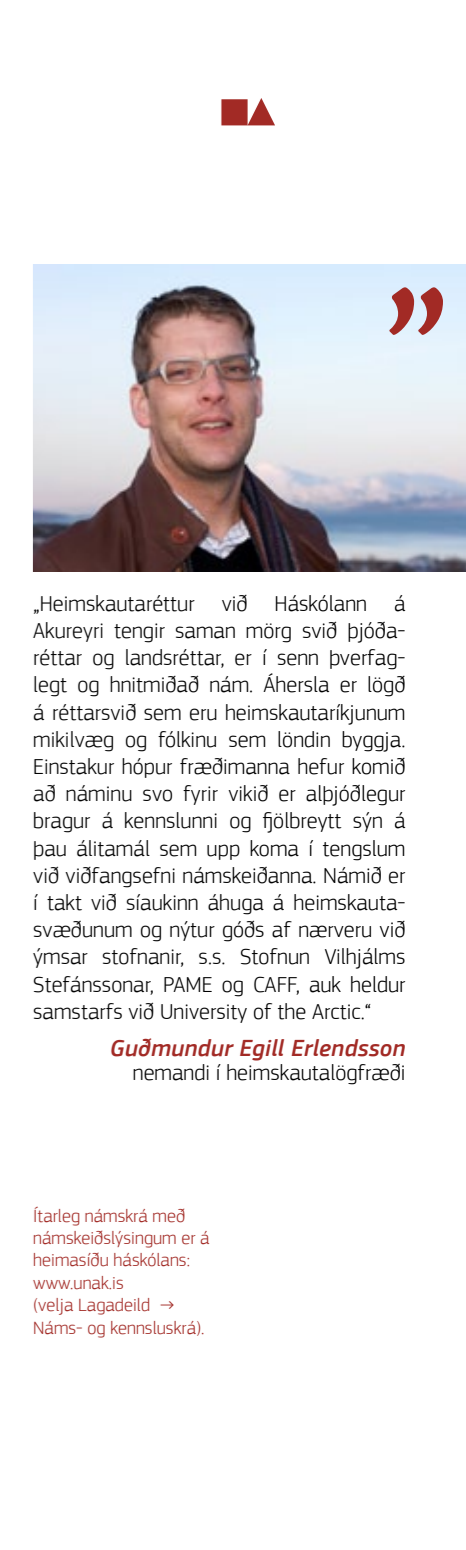 ”
„Heimskautaréttur við Háskólann á
Akureyri tengir saman mörg svið þjóða-
réttar og landsréttar, er í senn þverfag-
legt og hnitmiðað nám. Áhersla er lögð
á réttarsvið sem eru heimskautaríkjunum
mikilvæg og fólkinu sem löndin byggja.
Einstakur hópur fræðimanna hefur komið
að náminu svo fyrir vikið er alþjóðlegur
bragur á kennslunni og fjölbreytt sýn á
þau álitamál sem upp koma í tengslum
við viðfangsefni námskeiðanna. Námið er
í takt við síaukinn áhuga á heimskauta-
svæðunum og nýtur góðs af nærveru við
ýmsar stofnanir, s.s. Stofnun Vilhjálms
Stefánssonar, PAME og CAFF, auk heldur
samstarfs við University of the Arctic.“
Guðmundur Egill Erlendsson
nemandi í heimskautalögfræði
Ítarleg námskrá með
námskeiðslýsingum er á
heimasíðu háskólans:
www.unak.is
(velja Lagadeild →
Náms- og kennsluskrá).